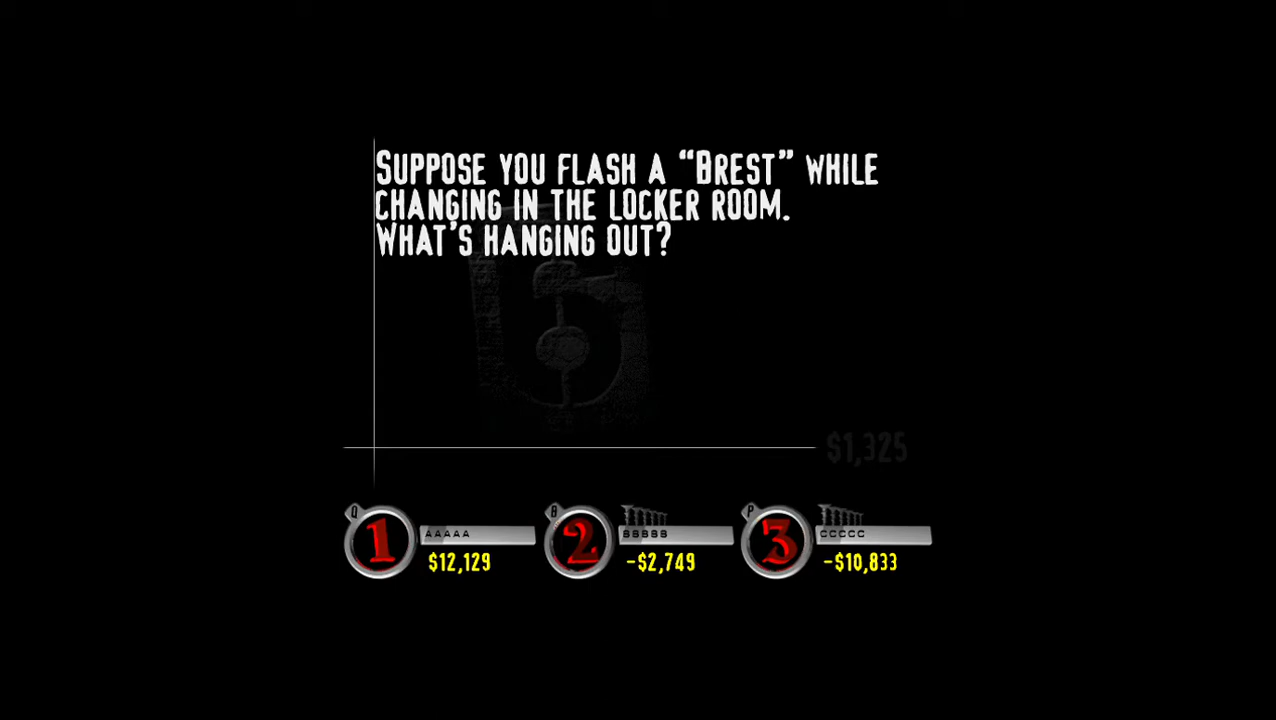 SUPPOSE YOU FLASH A “BREST” WHILE
CHANGING IN THE LOCKER ROOM.
WHAT’S HANGING OUT?
$1,325
Q B P
1 AAAAA 2 BBBBB 3 CCCCC
$12,129 -$2,749 -$10,833